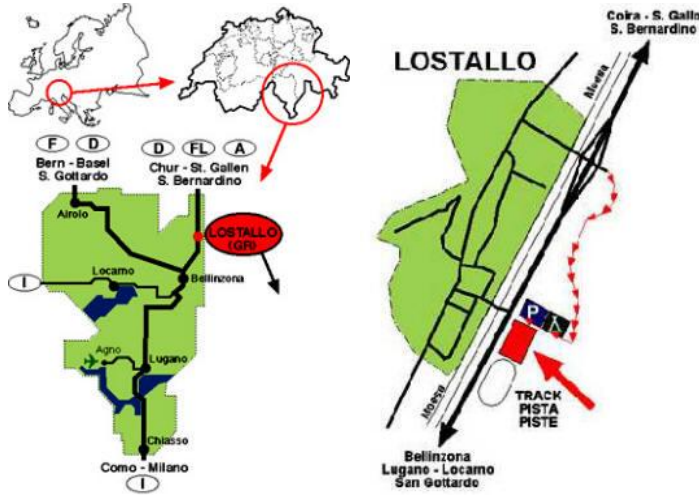 F D
Bern - Basel
S. Gottardo
D FL A
Chur - St. Gallen
S. Bernardino
Airolo
LOSTALLO
(GR)
Locarno
I
Bellinzona
Agno
Lugano
Chiasso
Como - Milano
I
Coira - S. Gallo
S. Bernardino
LOSTALLO
Moesa
P
Moesa
TRACK
PISTA
PISTE
Bellinzona
Lugano - Locarno
San Gottardo